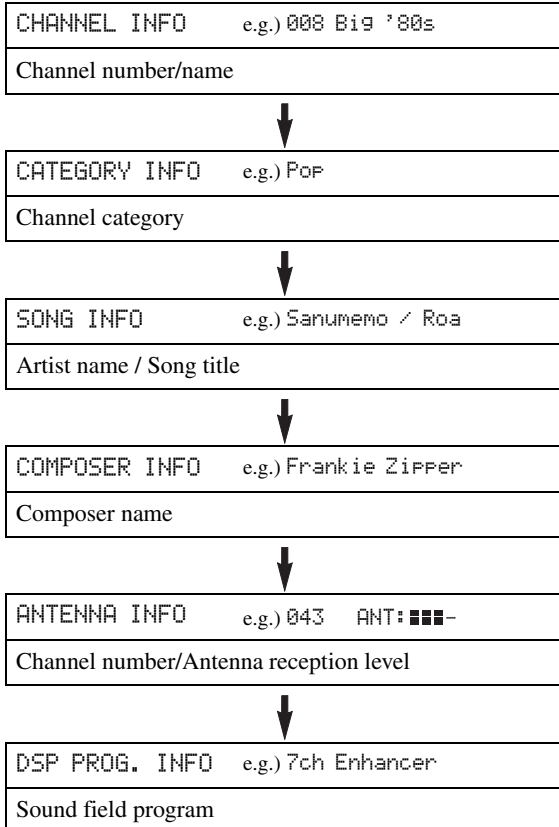 CHANNEL INFO e.g.) 008 Big '80s
Channel number/name
CATEGORY INFO e.g.) Pop
Channel category
SONG INFO e.g.) Sanumemo / Roa
Artist name / Song title
COMPOSER INFO e.g.) Frankie Zipper
Composer name
ANTENNA INFO e.g.) 043 ANT:■■■-
Channel number/Antenna reception level
DSP PROG. INFO e.g.) 7ch Enhancer
Sound field program